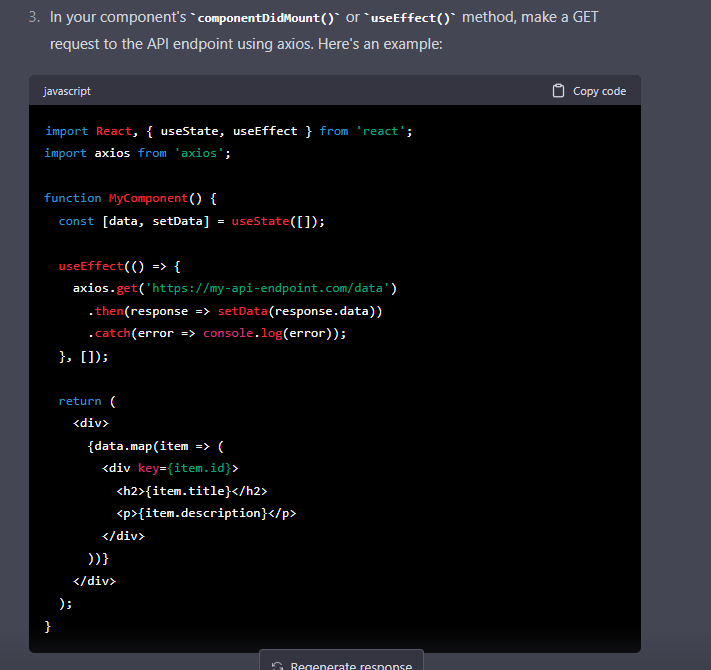 3. In your component's `componentDidMount()` or `useEffect()` method, make a GET
request to the API endpoint using axios. Here's an example:
javascript
Copy code
import React, { useState, useEffect } from 'react';
import axios from 'axios';
function MyComponent() {
const [data, setData] = useState([]);
useEffect(() => {
axios.get('https://my-api-endpoint.com/data')
.then(response => setData(response.data))
.catch(error => console.log(error));
}, []);
return (
<div>
{data.map(item => (
<div key={item.id}>
<h2>{item.title}</h2>
<p>{item.description}</p>
</div>
))}
</div>
);
}
Regenerate response